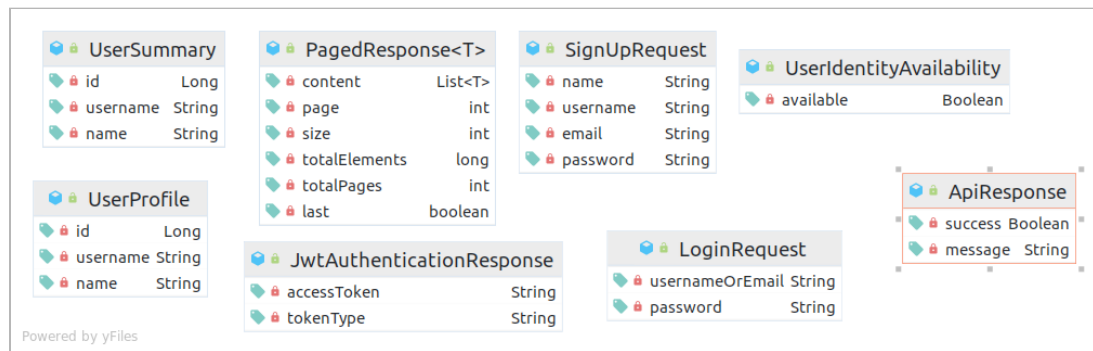 UserSummary
id Long
username String
name String
PagedResponse<T>
content List<T>
page int
size int
totalElements long
totalPages int
last boolean
SignUpRequest
name String
username String
email String
password String
UserIdentityAvailability
available Boolean
UserProfile
id Long
username String
name String
JwtAuthenticationResponse
accessToken String
tokenType String
LoginRequest
usernameOrEmail String
password String
ApiResponse
success Boolean
message String
Powered by yFiles